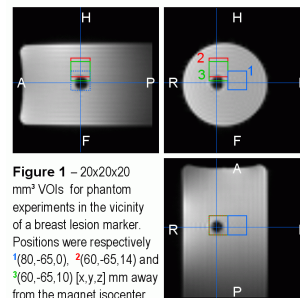 H
H
A
P
R
2
3
1
F
F
Figure 1 – 20x20x20
mm³ VOIs for phantom
experiments in the vicinity
of a breast lesion marker.
Positions were respectively
¹(80,-65,0), ²(60,-65,14) and
³(60,-65,10) [x,y,z] mm away
from the magnet isocenter
A
R
P